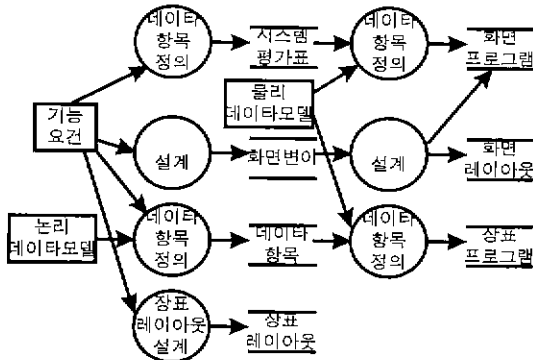 데이타
항목
정의
시스템
평가표
데이타
항목
정의
화면
프로그램
기능
요건
물리
데이타모델
설계
화면변이
설계
화면
레이아웃
논리
데이타모델
데이타
항목
정의
데이타
항목
데이타
항목
정의
장표
프로그램
장표
레이아웃
설계
장표
레이아웃